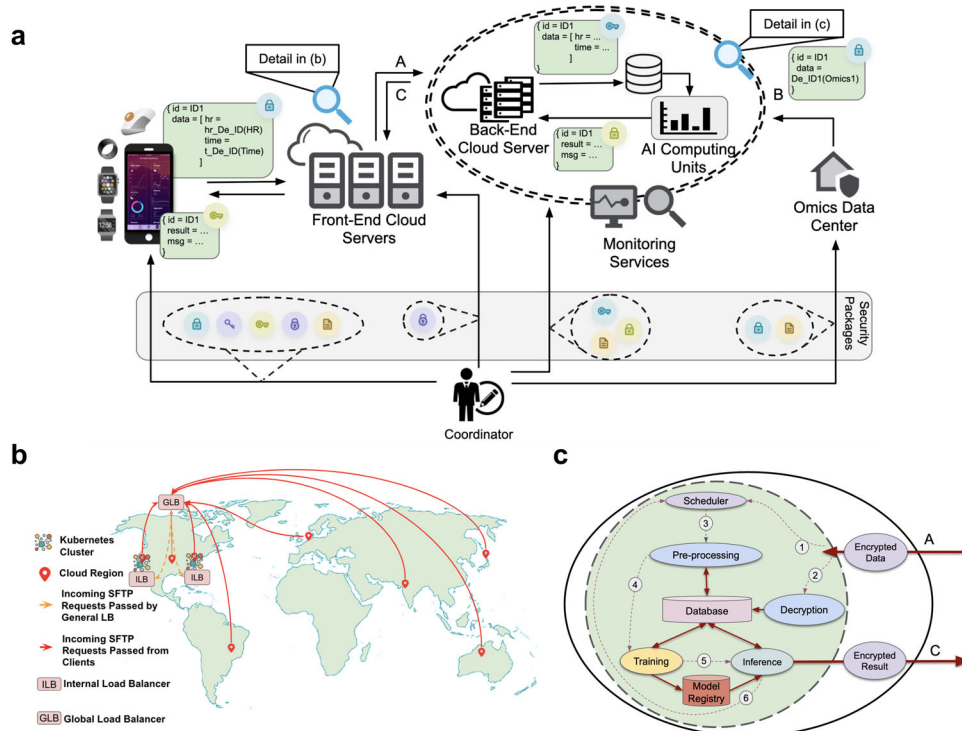 a
Detail in (b)
{ id = ID1
data = [ hr =
hr_De_ID(HR)
time =
t_De_ID(Time)
]
{ id = ID1
result = ...
msg = ...
}
A
C
Front-End Cloud
Servers
{ id = ID1
data = [ hr = ...
time = ...
]
}
Back-End
Cloud Server
{ id = ID1
result = ...
msg = ...
}
AI Computing
Units
Detail in (c)
{ id = ID1
data =
De_ID1(Omics1)
}
B
Monitoring
Services
Omics Data
Center
Security
Packages
Coordinator
b
GLB
ILB
ILB
Kubernetes
Cluster
Cloud Region
Incoming SFTP
Requests Passed by
General LB
Incoming SFTP
Requests Passed from
Clients
ILB
Internal Load Balancer
GLB
Global Load Balancer
c
Scheduler
3
1
Encrypted
Data
A
Pre-processing
2
4
Database
Decryption
Training
5
Inference
Encrypted
Result
C
Model
Registry
6